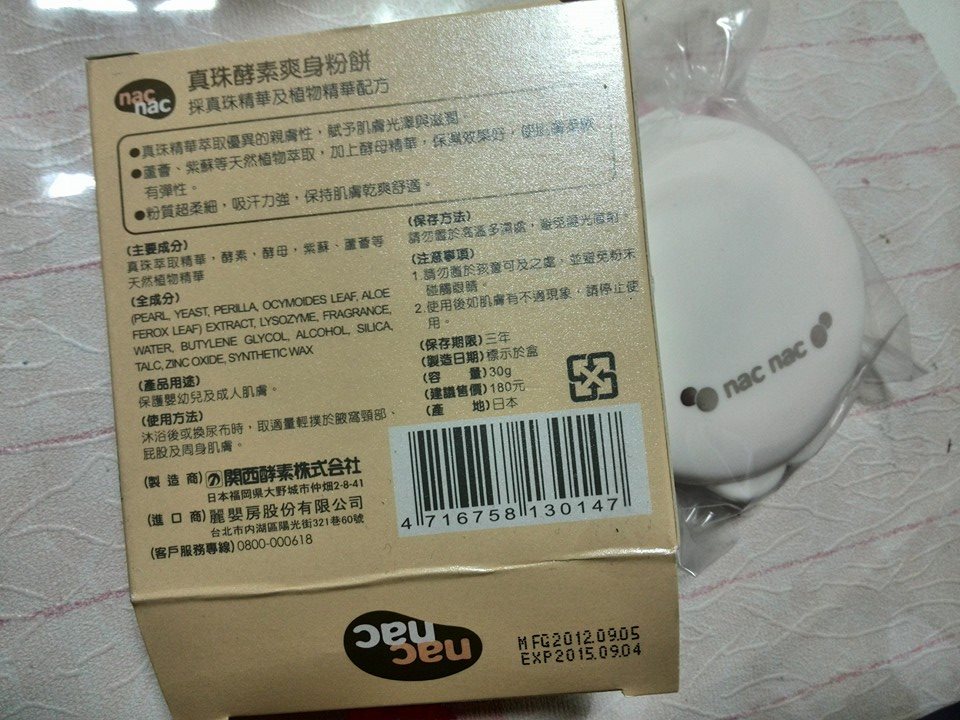 nac
nac
真珠酵素爽身粉餅
採真珠精華及植物精華配方
●真珠精華萃取優異的親膚性，賦予肌膚光澤與滋潤。
●蘆薈、紫蘇等天然植物萃取，加上酵母精華，保濕效果好，
有彈性。
●粉質超柔細，吸汗力強，保持肌膚乾爽舒適。
(主要成分)
真珠萃取精華，酵素，酵母，紫蘇、蘆薈等
天然植物精華
(全成分)
(PEARL, YEAST, PERILLA, OCYMOIDES LEAF, ALOE
FEROX LEAF) EXTRACT, LYSOZYME, FRAGRANCE,
WATER, BUTYLENE GLYCOL, ALCOHOL, SILICA,
TALC, ZINC OXIDE, SYNTHETIC WAX
(產品用途)
保護嬰幼兒及成人肌膚。
(使用方法)
沐浴後或換尿布時，取適量輕撲於腋窩頸部、
屁股及周身肌膚。
(製 造 商) 関西酵素株式会社
日本福岡県大野城市仲畑2-8-41
(進 口 商) 麗嬰房股份有限公司
台北市內湖區陽光街321巷60號
(客戶服務專線) 0800-000618
(保存方法)
請勿置於高溫多濕處，避免陽光直射。
(注意事項)
1.請勿置於孩童可及之處，並避免粉末
碰觸眼睛。
2.使用後如肌膚有不適現象，請停止使
用。
(保存期限) 三年
(製造日期) 標示於盒
(容 量) 30g
(建議售價) 180元
(產 地) 日本
4 716758 130147
nac
nac
MFG2012.09.05
EXP2015.09.04
nac nac